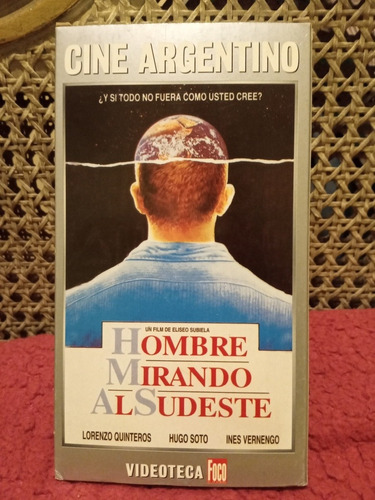 CINE ARGENTINO
¿Y SI TODO NO FUERA COMO USTED CREE?
UN FILM DE ELISEO SUBIELA
HOMBRE
MIRANDO
AL SUDESTE
LORENZO QUINTEROS HUGO SOTO INES VERNENGO
VIDEOTECA FOCO